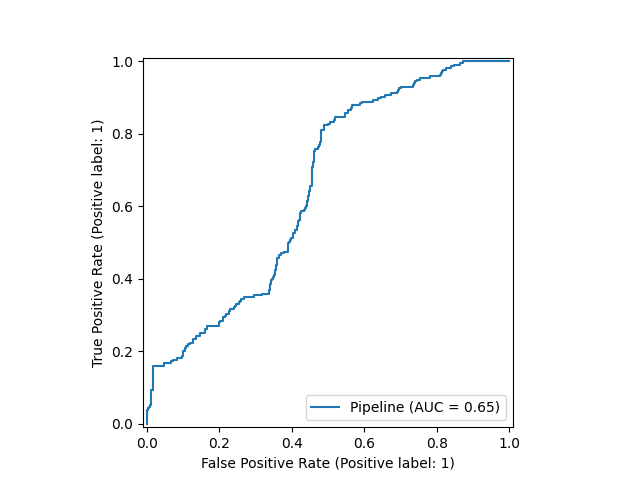 1.0
0.8
0.6
0.4
0.2
0.0
True Positive Rate (Positive label: 1)
Pipeline (AUC = 0.65)
0.0 0.2 0.4 0.6 0.8 1.0
False Positive Rate (Positive label: 1)